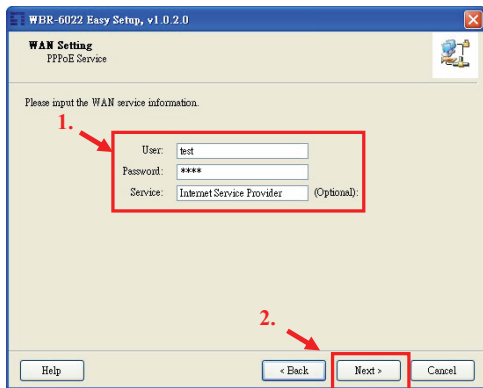 WBR-6022 Easy Setup, v1.0.2.0
WAN Setting
PPPoE Service
Please input the WAN service information.
1.
User: test
Password: ****
Service: Internet Service Provider (Optional):
2.
Help < Back Next > Cancel